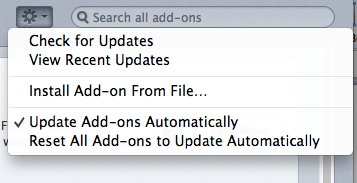 Search all add-ons
Check for Updates
View Recent Updates
Install Add-on From File...
Update Add-ons Automatically
Reset All Add-ons to Update Automatically